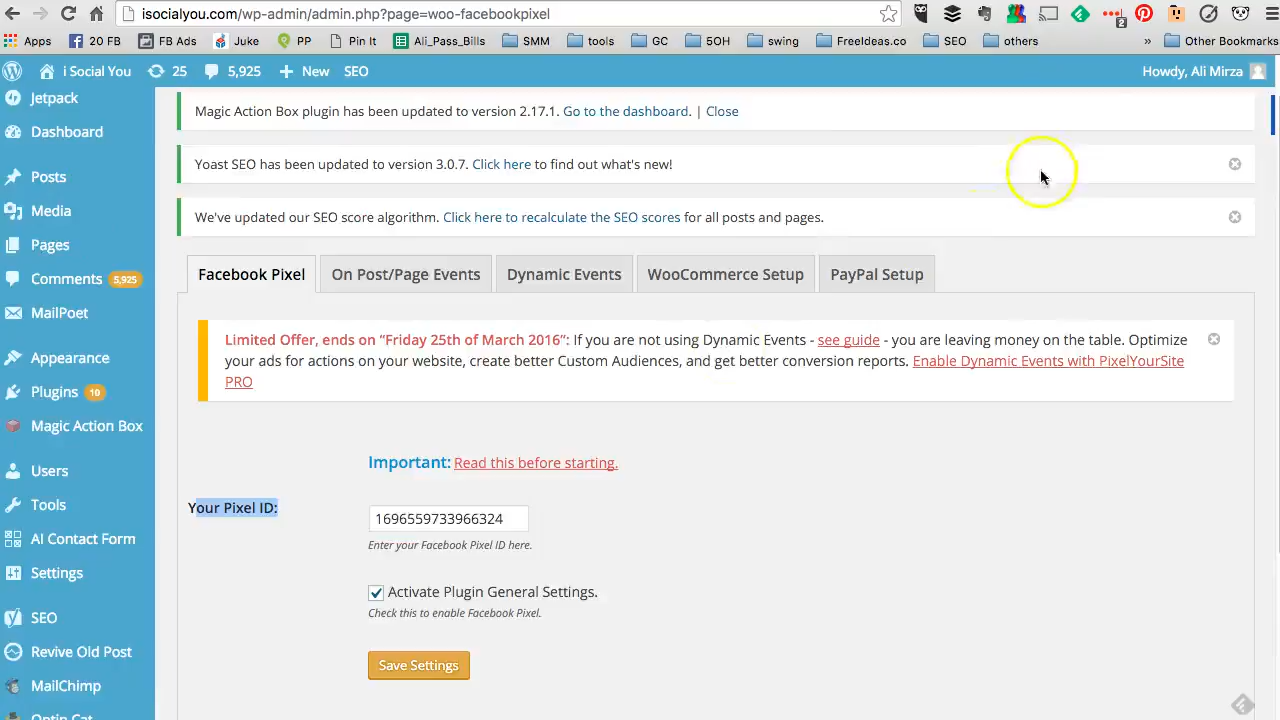 isocialyou.com/wp-admin/admin.php?page=woo-facebookpixel
2
Apps 20 FB FB Ads Juke PP Pin It Ali_Pass_Bills SMM tools GC 5OH swing FreeIdeas.co SEO others » Other Bookmarks
i Social You 25 5,925 + New SEO Howdy, Ali Mirza
Jetpack
Dashboard
Posts
Media
Pages
Comments 5,925
MailPoet
Appearance
Plugins 10
Magic Action Box
Users
Tools
AI Contact Form
Settings
SEO
Revive Old Post
MailChimp
Optin Cat
Magic Action Box plugin has been updated to version 2.17.1. Go to the dashboard. | Close
Yoast SEO has been updated to version 3.0.7. Click here to find out what's new!
We've updated our SEO score algorithm. Click here to recalculate the SEO scores for all posts and pages.
Facebook Pixel On Post/Page Events Dynamic Events WooCommerce Setup PayPal Setup
Limited Offer, ends on “Friday 25th of March 2016”: If you are not using Dynamic Events - see guide - you are leaving money on the table. Optimize
your ads for actions on your website, create better Custom Audiences, and get better conversion reports. Enable Dynamic Events with PixelYourSite
PRO
Important: Read this before starting.
Your Pixel ID:
1696559733966324
Enter your Facebook Pixel ID here.
Activate Plugin General Settings.
Check this to enable Facebook Pixel.
Save Settings